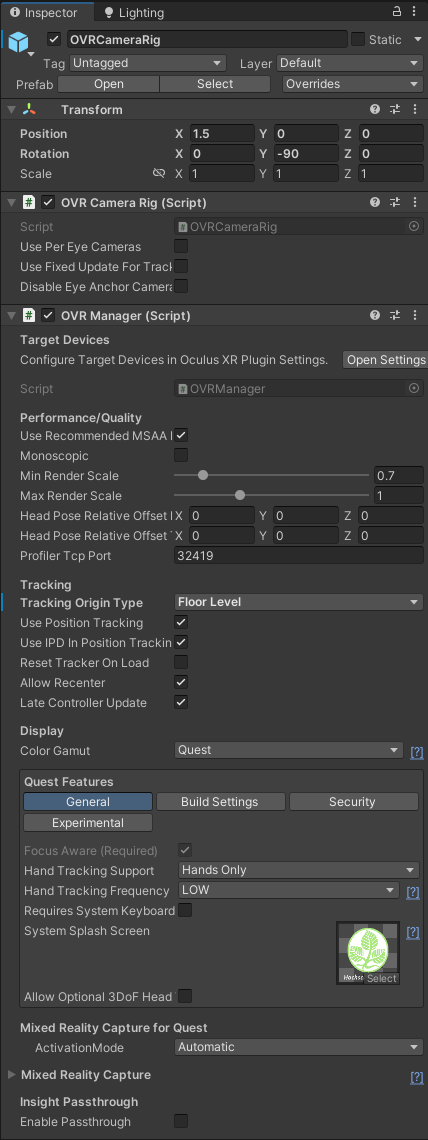 Inspector Lighting
OVRCameraRig Static
Tag Untagged Layer Default
Prefab Open Select Overrides
Transform
Position X 1.5 Y 0 Z 0
Rotation X 0 Y -90 Z 0
Scale X 1 Y 1 Z 1
# OVR Camera Rig (Script)
Script # OVRCameraRig
Use Per Eye Cameras
Use Fixed Update For Track
Disable Eye Anchor Camera
# OVR Manager (Script)
Target Devices
Configure Target Devices in Oculus XR Plugin Settings. Open Settings
Script # OVRManager
Performance/Quality
Use Recommended MSAA
Monoscopic
Min Render Scale 0.7
Max Render Scale 1
Head Pose Relative Offset X 0 Y 0 Z 0
Head Pose Relative Offset X 0 Y 0 Z 0
Profiler Tcp Port 32419
Tracking
Tracking Origin Type Floor Level
Use Position Tracking
Use IPD In Position Trackin
Reset Tracker On Load
Allow Recenter
Late Controller Update
Display
Color Gamut Quest [?]
Quest Features
General Build Settings Security
Experimental
Focus Aware (Required)
Hand Tracking Support Hands Only
Hand Tracking Frequency LOW [?]
Requires System Keyboard
System Splash Screen [?]
Select
Allow Optional 3DoF Head
Mixed Reality Capture for Quest
ActivationMode Automatic
Mixed Reality Capture [?]
Insight Passthrough
Enable Passthrough